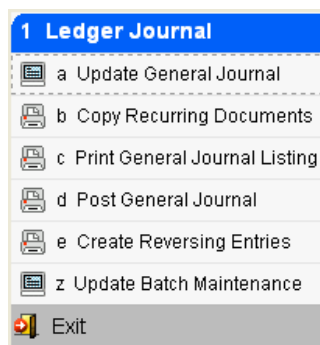 1 Ledger Journal
a Update General Journal
b Copy Recurring Documents
c Print General Journal Listing
d Post General Journal
e Create Reversing Entries
z Update Batch Maintenance
Exit